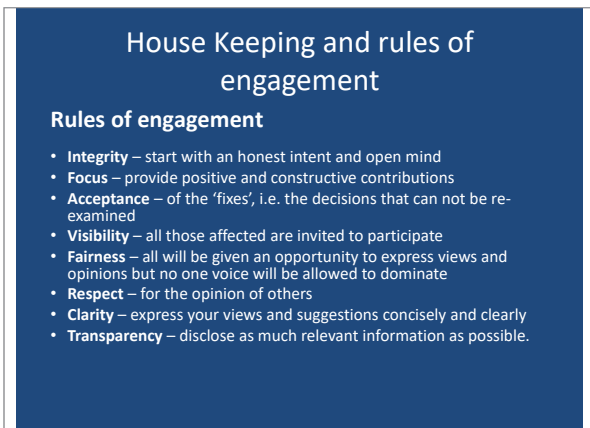 House Keeping and rules of
engagement
Rules of engagement
• Integrity – start with an honest intent and open mind
• Focus – provide positive and constructive contributions
• Acceptance – of the ‘fixes’, i.e. the decisions that can not be re-
examined
• Visibility – all those affected are invited to participate
• Fairness – all will be given an opportunity to express views and
opinions but no one voice will be allowed to dominate
• Respect – for the opinion of others
• Clarity – express your views and suggestions concisely and clearly
• Transparency – disclose as much relevant information as possible.